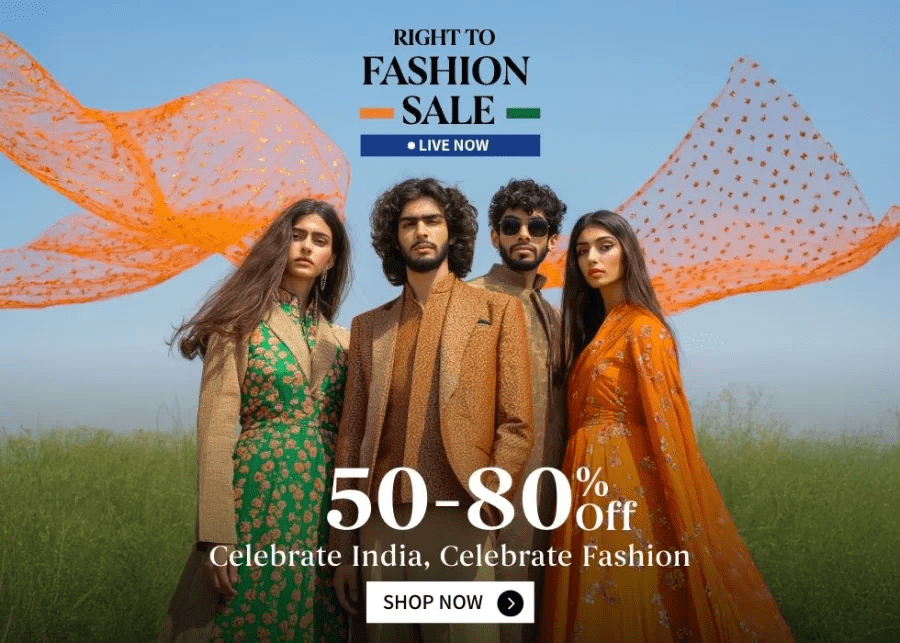 RIGHT TO
FASHION
SALE
LIVE NOW
50-80% Off
Celebrate India, Celebrate Fashion
SHOP NOW